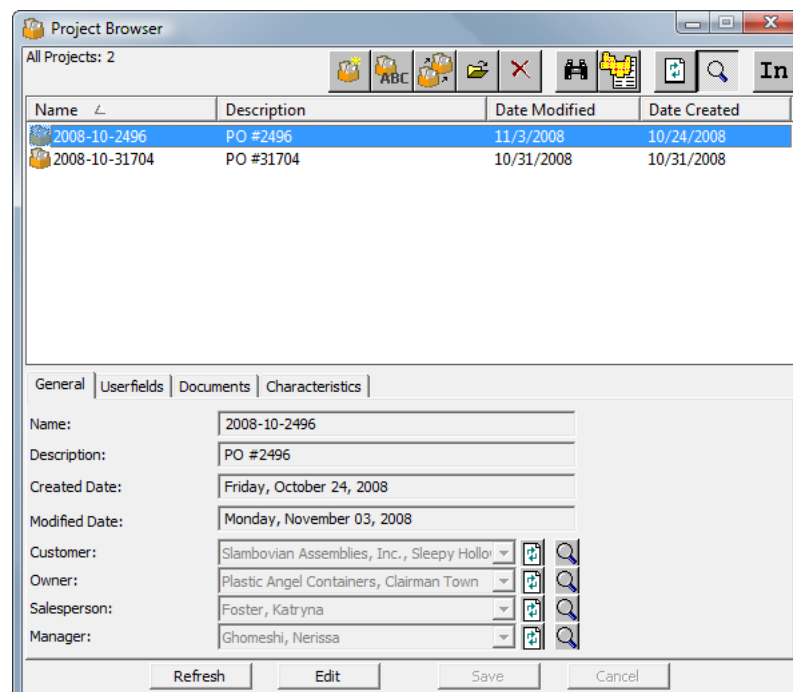 Project Browser
All Projects: 2
ABC
In
Name Description Date Modified Date Created
2008-10-2496 PO #2496 11/3/2008 10/24/2008
2008-10-31704 PO #31704 10/31/2008 10/31/2008
General Userfields Documents Characteristics
Name: 2008-10-2496
Description: PO #2496
Created Date: Friday, October 24, 2008
Modified Date: Monday, November 03, 2008
Customer: Slambovian Assemblies, Inc., Sleepy Hollo
Owner: Plastic Angel Containers, Clairman Town
Salesperson: Foster, Katryna
Manager: Ghomeshi, Nerissa
Refresh Edit Save Cancel